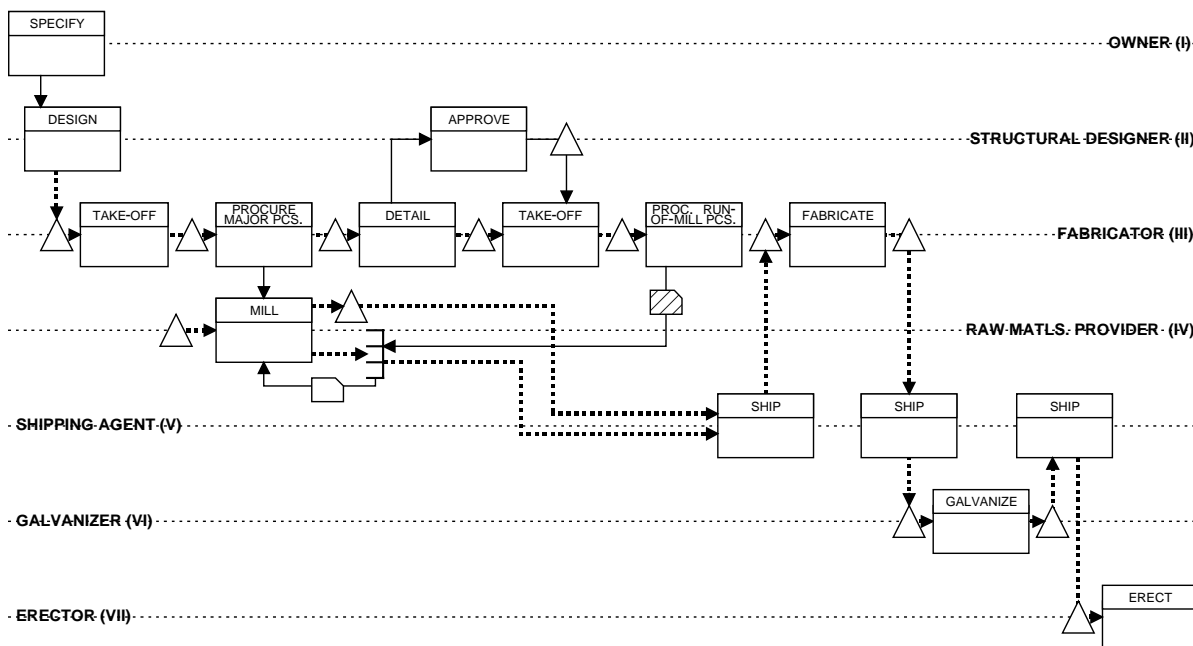 SPECIFY
OWNER (I)
DESIGN
APPROVE
STRUCTURAL DESIGNER (II)
TAKE-OFF
PROCURE
MAJOR PCS.
DETAIL
TAKE-OFF
PROC. RUN-
OF-MILL PCS.
FABRICATE
FABRICATOR (III)
MILL
RAW MATLS. PROVIDER (IV)
SHIP
SHIP
SHIP
SHIPPING AGENT (V)
GALVANIZE
GALVANIZER (VI)
ERECT
ERECTOR (VII)